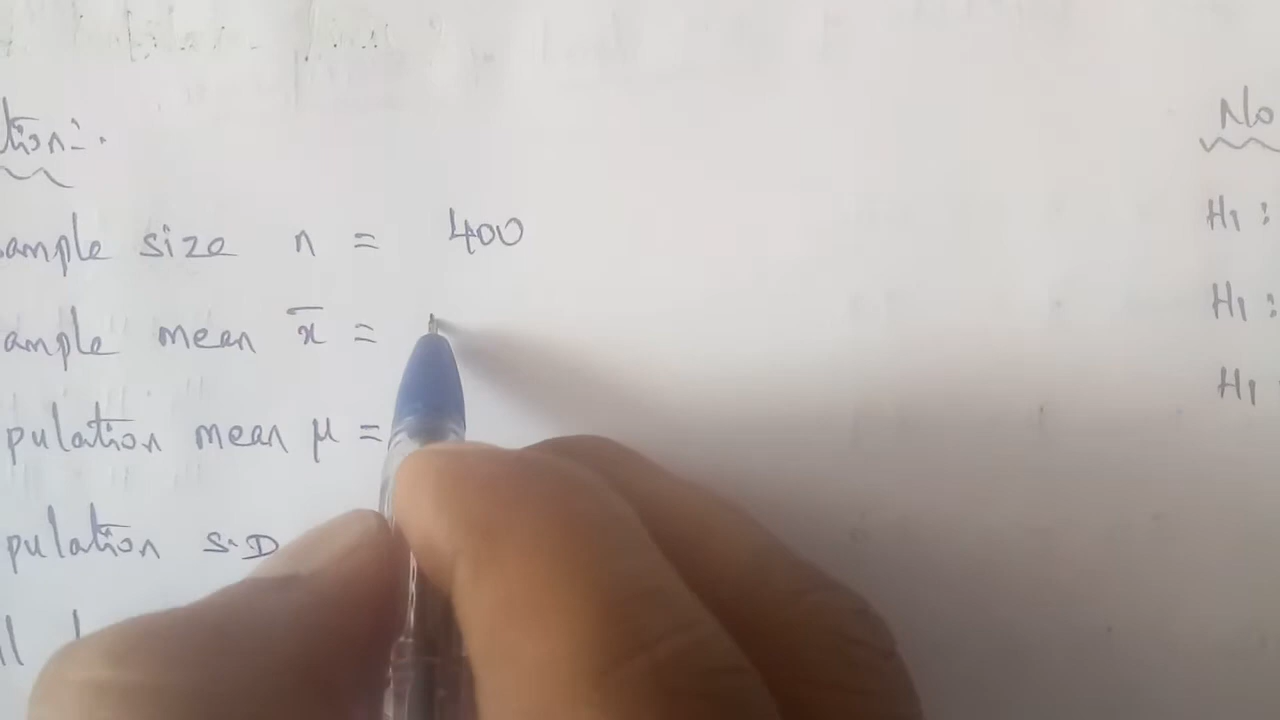 tion:-
ample size n = 400
ample mean x̄ =
pulation mean μ =
pulation S.D
No
H1 :
H1 :
H1